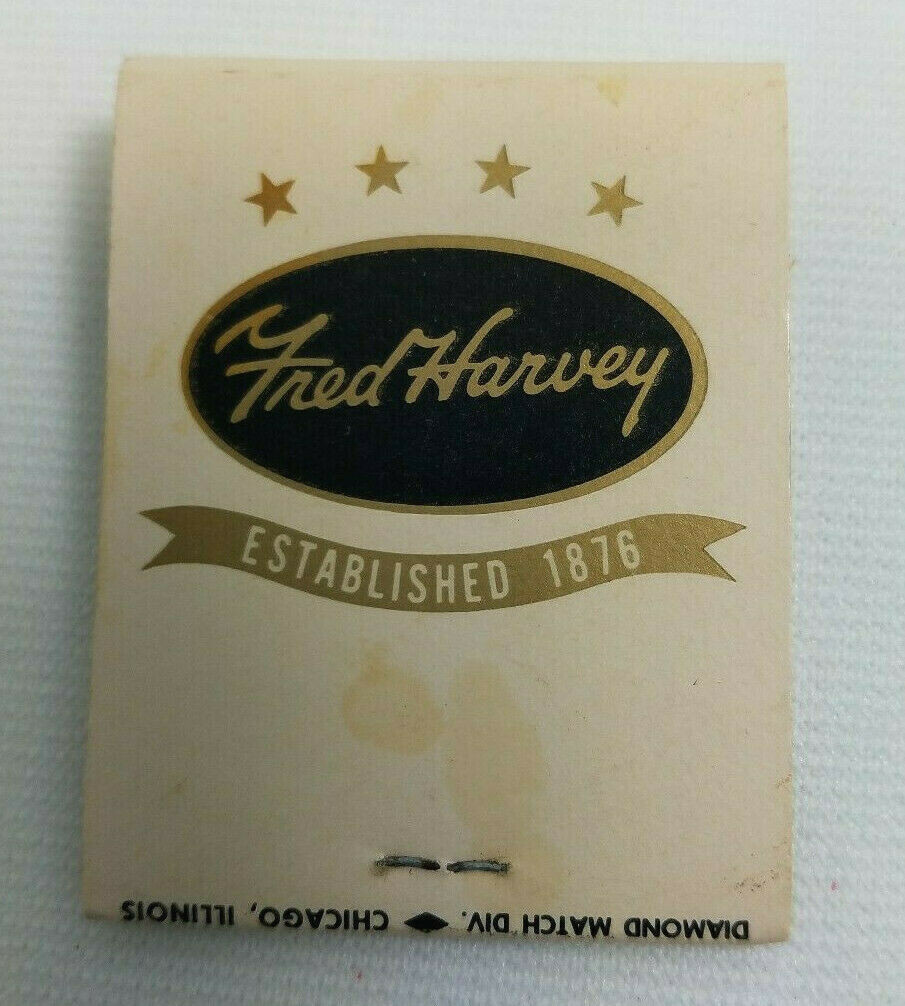 Fred Harvey
ESTABLISHED 1876
DIAMOND MATCH DIV. ◆ CHICAGO, ILLINOIS